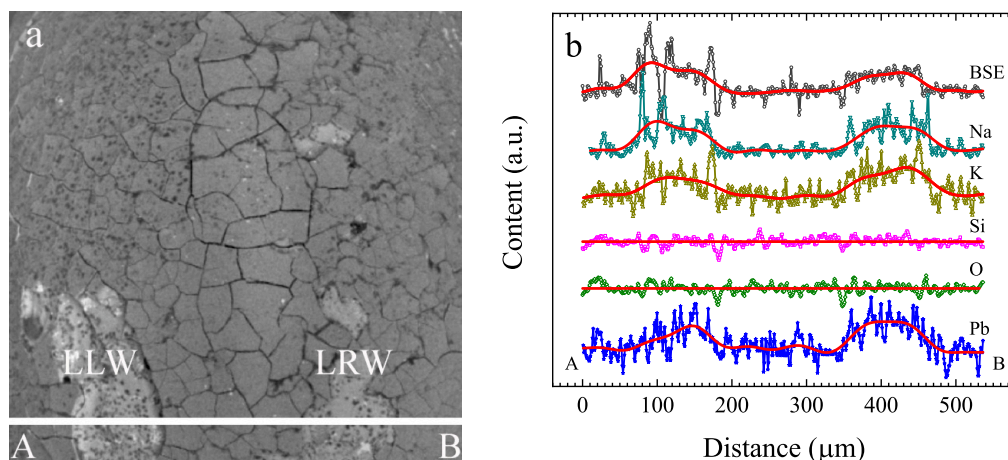 a
LLW
LRW
A
B
b
BSE
Na
K
Si
O
Pb
A
B
Content (a.u.)
0 100 200 300 400 500
Distance (μm)